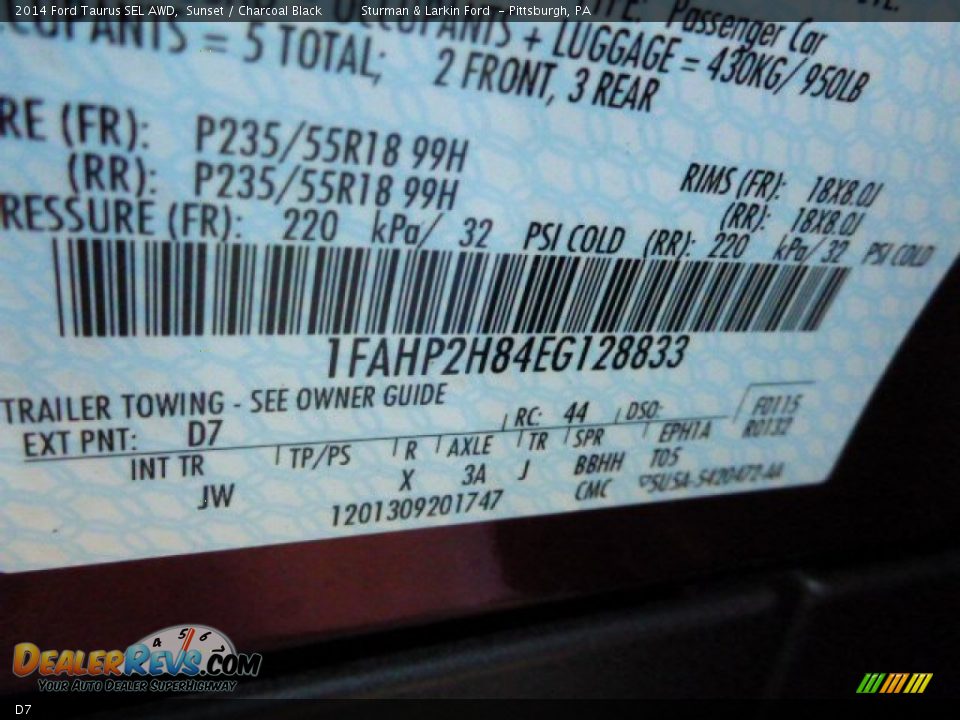 2014 Ford Taurus SEL AWD, Sunset / Charcoal Black Sturman & Larkin Ford - Pittsburgh, PA
Passenger Car
OCCUPANTS + LUGGAGE = 430KG/ 950LB
= 5 TOTAL; 2 FRONT, 3 REAR
RE (FR): P235/55R18 99H
(RR): P235/55R18 99H
RIMS (FR): 18X8.0J
(RR): 18X8.0J
RESSURE (FR): 220 kPa/ 32 PSI COLD (RR): 220 kPa/ 32 PSI COLD
1FAHP2H84EG128833
TRAILER TOWING - SEE OWNER GUIDE
EXT PNT: D7 RC: 44 DSO: F0115
R0132
INT TR TP/PS R AXLE TR SPR EPH1A
JW X 3A J BBHH T05
1201309201747 CMC
DealerRevs.com
Your Auto Dealer SuperHighway
4 5 6
D7